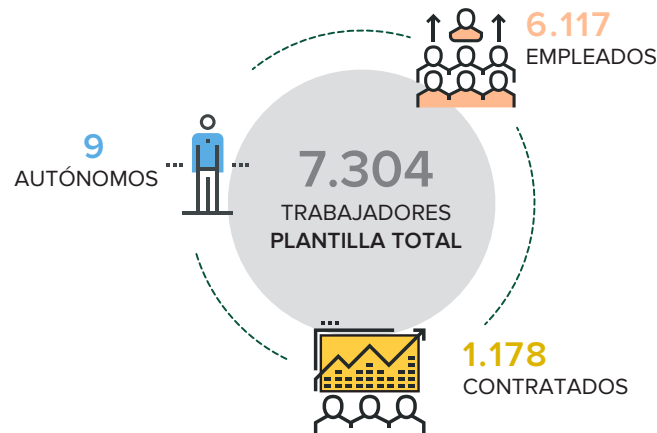 6.117
EMPLEADOS
9
AUTÓNOMOS
7.304
TRABAJADORES
PLANTILLA TOTAL
1.178
CONTRATADOS